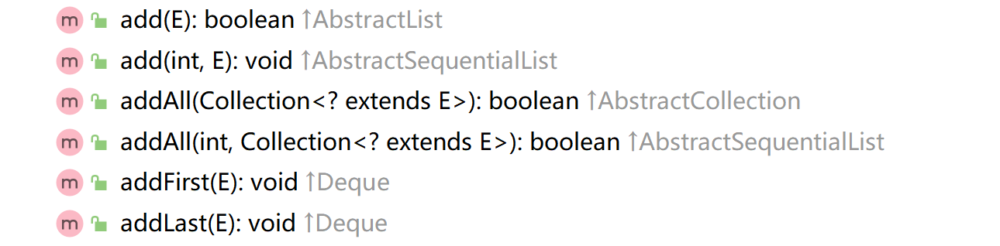 m add(E): boolean ↑AbstractList
m add(int, E): void ↑AbstractSequentialList
m addAll(Collection<? extends E>): boolean ↑AbstractCollection
m addAll(int, Collection<? extends E>): boolean ↑AbstractSequentialList
m addFirst(E): void ↑Deque
m addLast(E): void ↑Deque